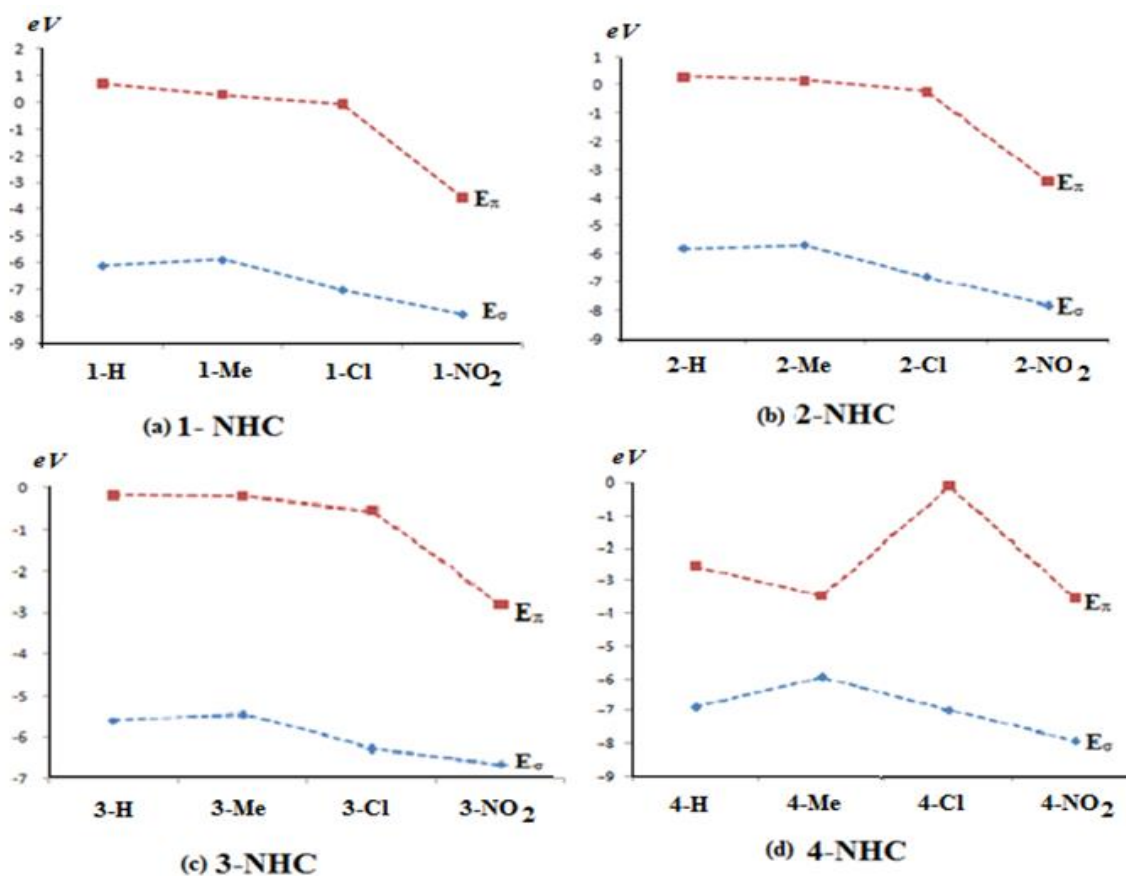 eV
2
1
0
-1
-2
-3
-4
-5
-6
-7
-8
-9
Eπ
Eσ
1-H 1-Me 1-Cl 1-NO2
(a) 1- NHC
eV
1
0
-1
-2
-3
-4
-5
-6
-7
-8
-9
Eπ
Eσ
2-H 2-Me 2-Cl 2-NO2
(b) 2-NHC
eV
0
-1
-2
-3
-4
-5
-6
-7
Eπ
Eσ
3-H 3-Me 3-Cl 3-NO2
(c) 3-NHC
eV
0
-1
-2
-3
-4
-5
-6
-7
-8
-9
Eπ
Eσ
4-H 4-Me 4-Cl 4-NO2
(d) 4-NHC